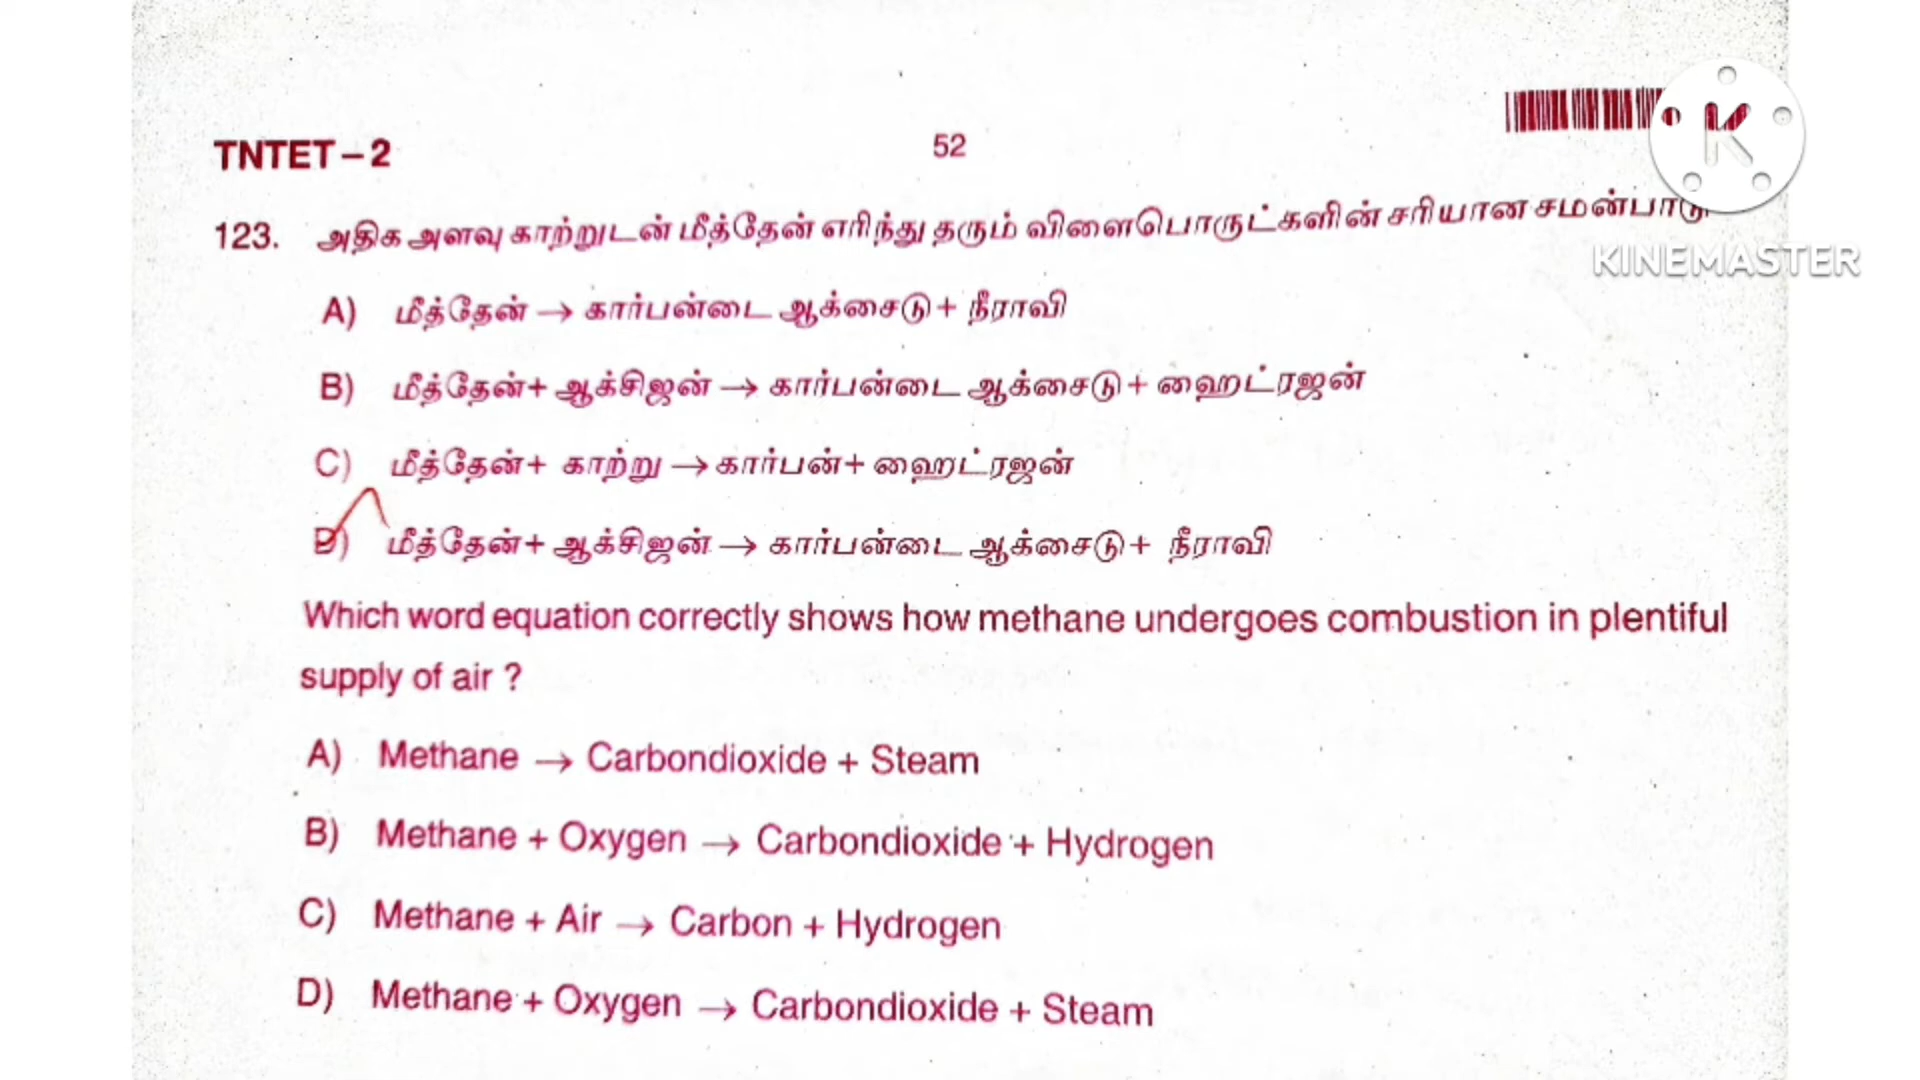 TNTET – 2
52
K
KINEMASTER
123. அதிக அளவு காற்றுடன் மீத்தேன் எரிந்து தரும் விளைபொருட்களின் சரியான சமன்பாடு
A) மீத்தேன் → கார்பன்டை ஆக்சைடு + நீராவி
B) மீத்தேன்+ ஆக்சிஜன் → கார்பன்டை ஆக்சைடு + ஹைட்ரஜன்
C) மீத்தேன்+ காற்று → கார்பன்+ ஹைட்ரஜன்
D) மீத்தேன்+ ஆக்சிஜன் → கார்பன்டை ஆக்சைடு+ நீராவி
Which word equation correctly shows how methane undergoes combustion in plentiful
supply of air ?
A) Methane → Carbondioxide + Steam
B) Methane + Oxygen → Carbondioxide + Hydrogen
C) Methane + Air → Carbon + Hydrogen
D) Methane + Oxygen → Carbondioxide + Steam